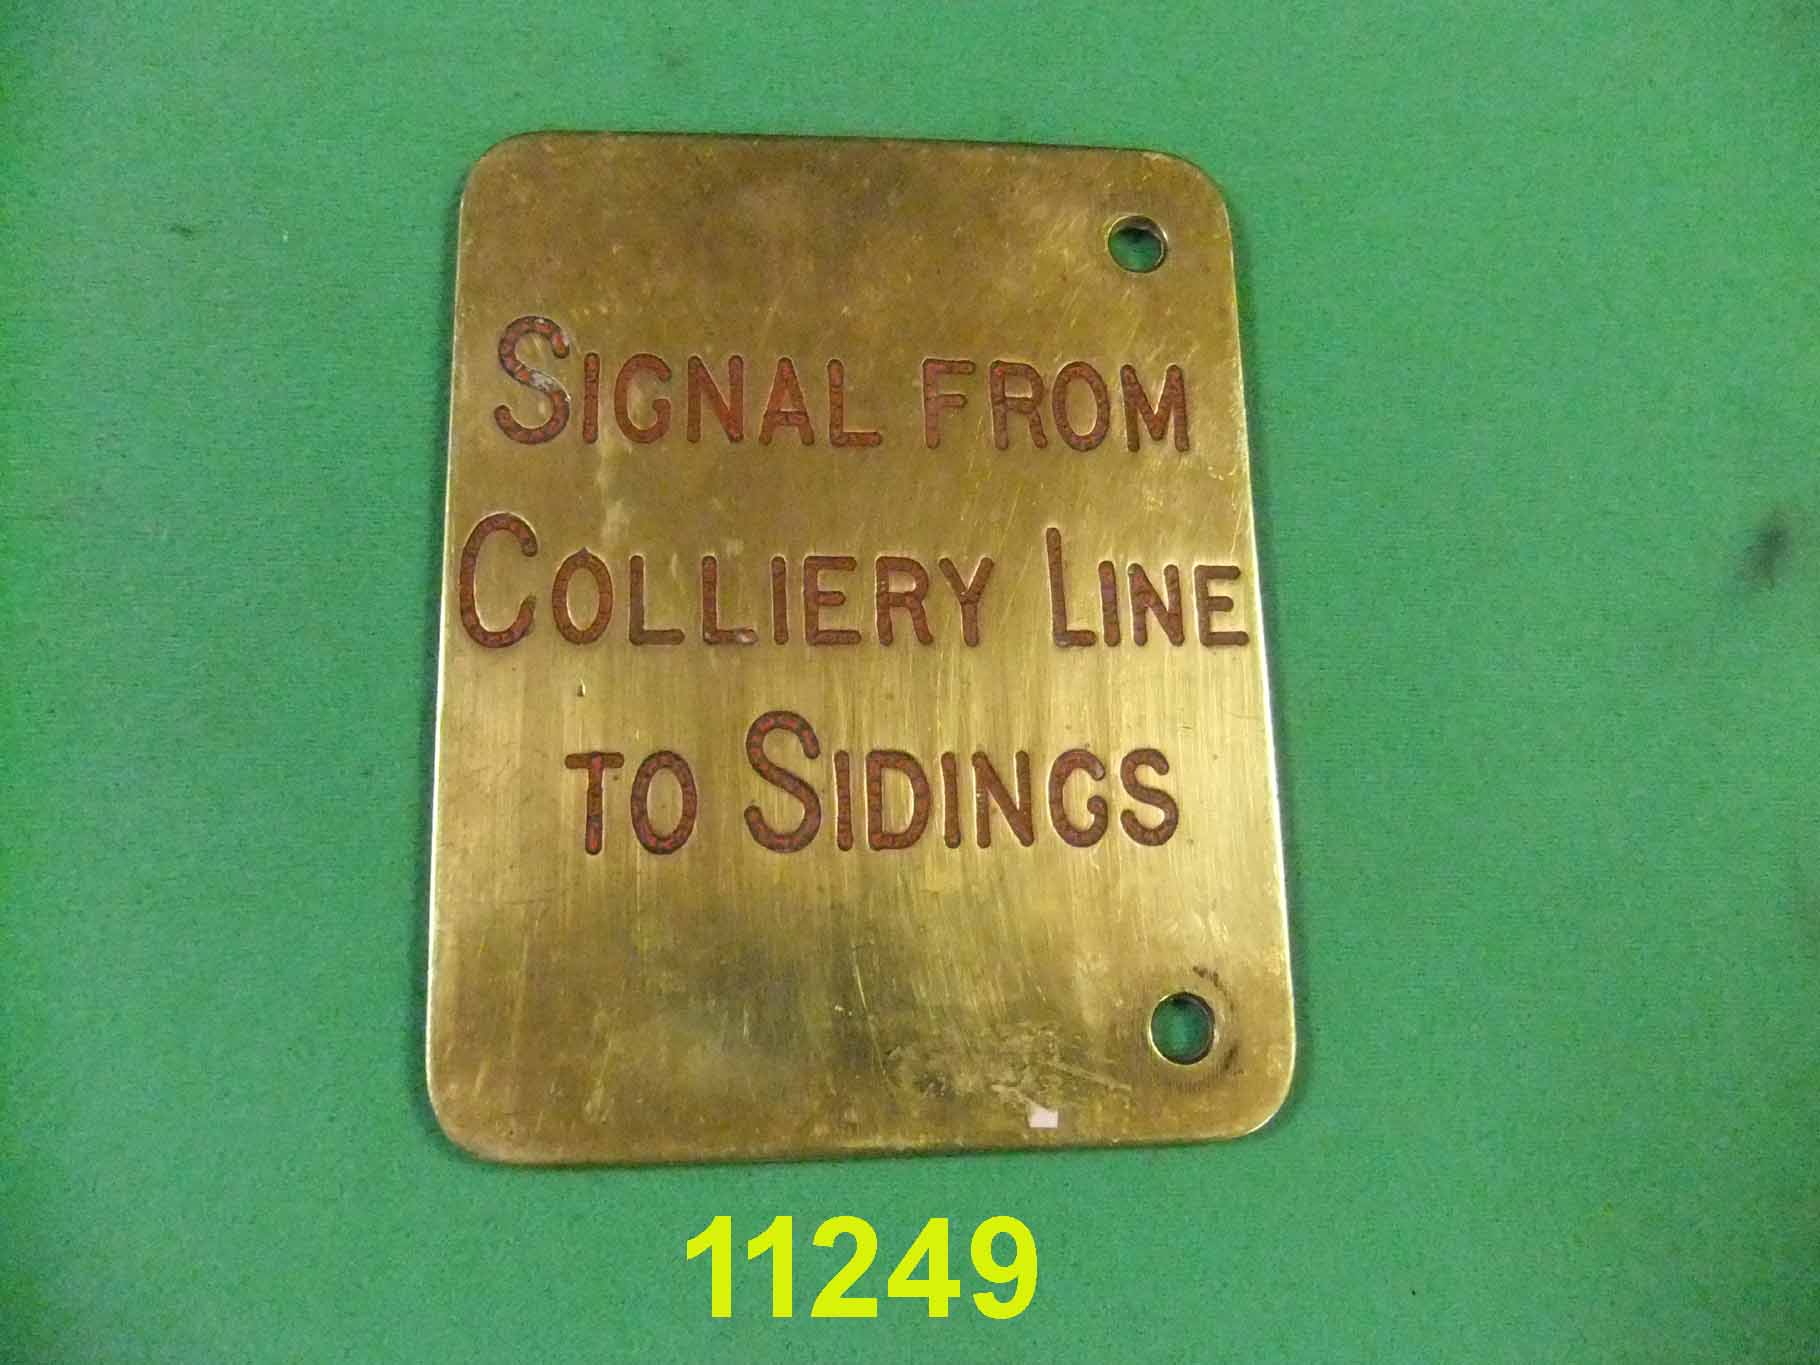 SIGNAL FROM
COLLIERY LINE
TO SIDINGS
11249